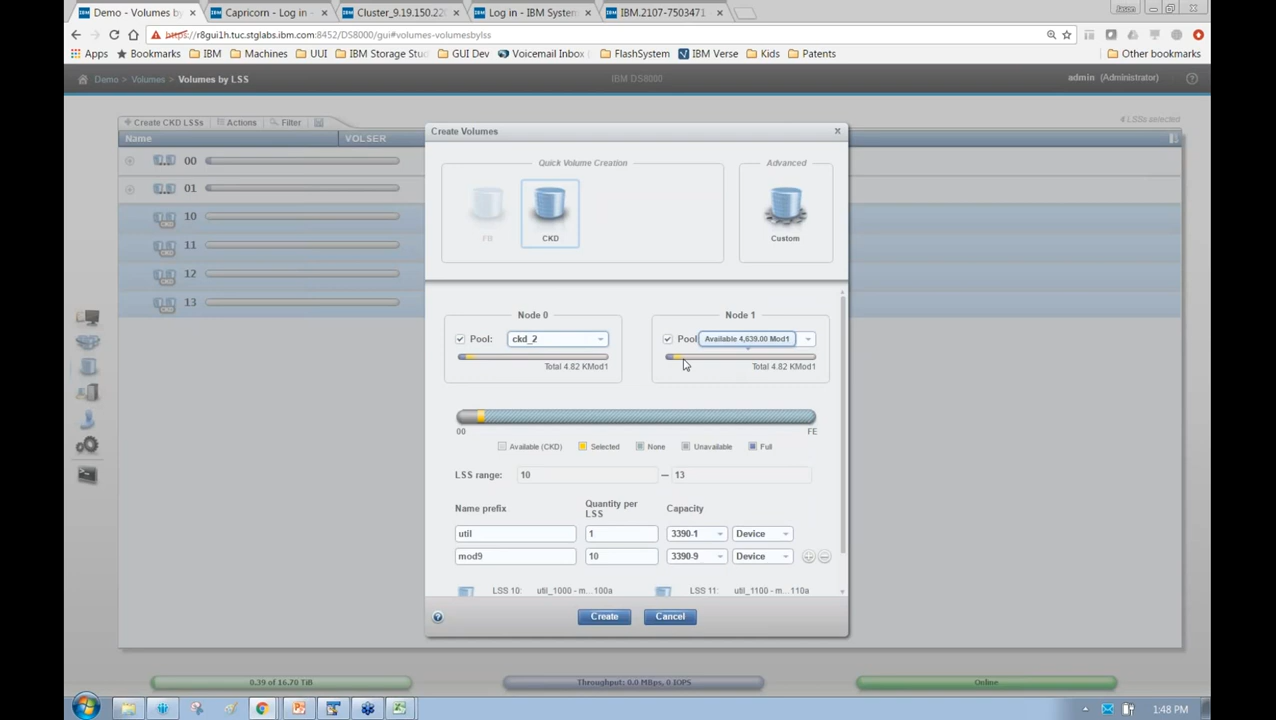 Demo - Volumes by
Capricorn - Log in -
Cluster_9.19.150.220
Log in - IBM System
IBM.2107-7503471
Jason
https://r8gui1h.tuc.stglabs.ibm.com:8452/DS8000/gui#volumes-volumesbylss
Apps
Bookmarks
IBM
Machines
UUI
IBM Storage Stud
GUI Dev
Voicemail Inbox
FlashSystem
IBM Verse
Kids
Patents
Other bookmarks
Demo > Volumes > Volumes by LSS
IBM DS8000
admin (Administrator)
Create CKD LSSs
Actions
Filter
4 LSSs selected
Name
VOLSER
00
01
10
11
12
13
Create Volumes
Quick Volume Creation
Advanced
FB
CKD
Custom
Node 0
Node 1
Pool:
ckd_2
Pool
Available 4,639.00 Mod1
Total 4.82 KMod1
Total 4.82 KMod1
00
FE
Available (CKD)
Selected
None
Unavailable
Full
LSS range:
10
—
13
Name prefix
Quantity per LSS
Capacity
util
1
3390-1
Device
mod9
10
3390-9
Device
LSS 10:
util_1000 - m...100a
LSS 11:
util_1100 - m...110a
Create
Cancel
0.39 of 16.70 TiB
Throughput: 0.0 MBps, 0 IOPS
Online
1:48 PM